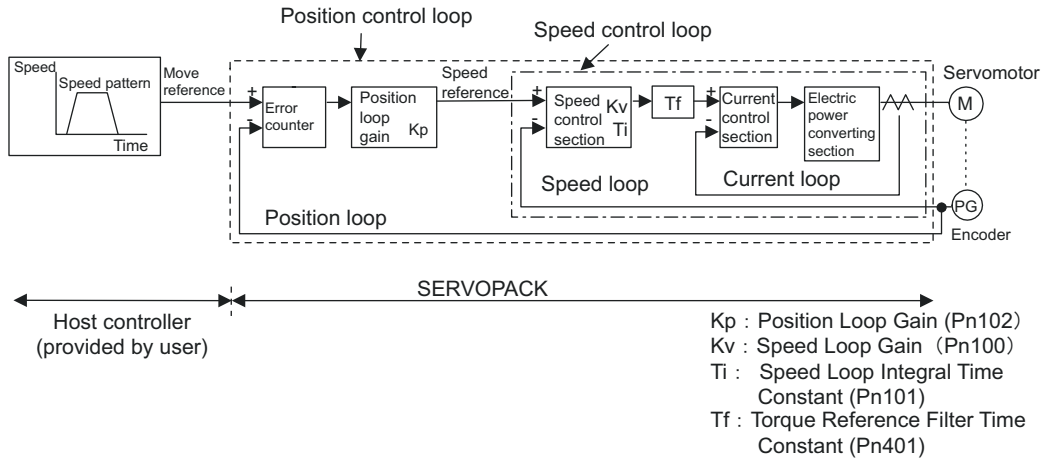 Position control loop
Speed control loop
Speed
Speed pattern
Time
Move
reference
+
-
-
Error
counter
Position
loop
gain
Kp
Speed
reference
+
-
Speed
control
section
Kv
Ti
Tf
+
-
Current
control
section
Electric
power
converting
section
Servomotor
M
Speed loop
Current loop
Position loop
PG
Encoder
SERVOPACK
Host controller
(provided by user)
Kp : Position Loop Gain (Pn102)
Kv : Speed Loop Gain (Pn100)
Ti : Speed Loop Integral Time
Constant (Pn101)
Tf : Torque Reference Filter Time
Constant (Pn401)